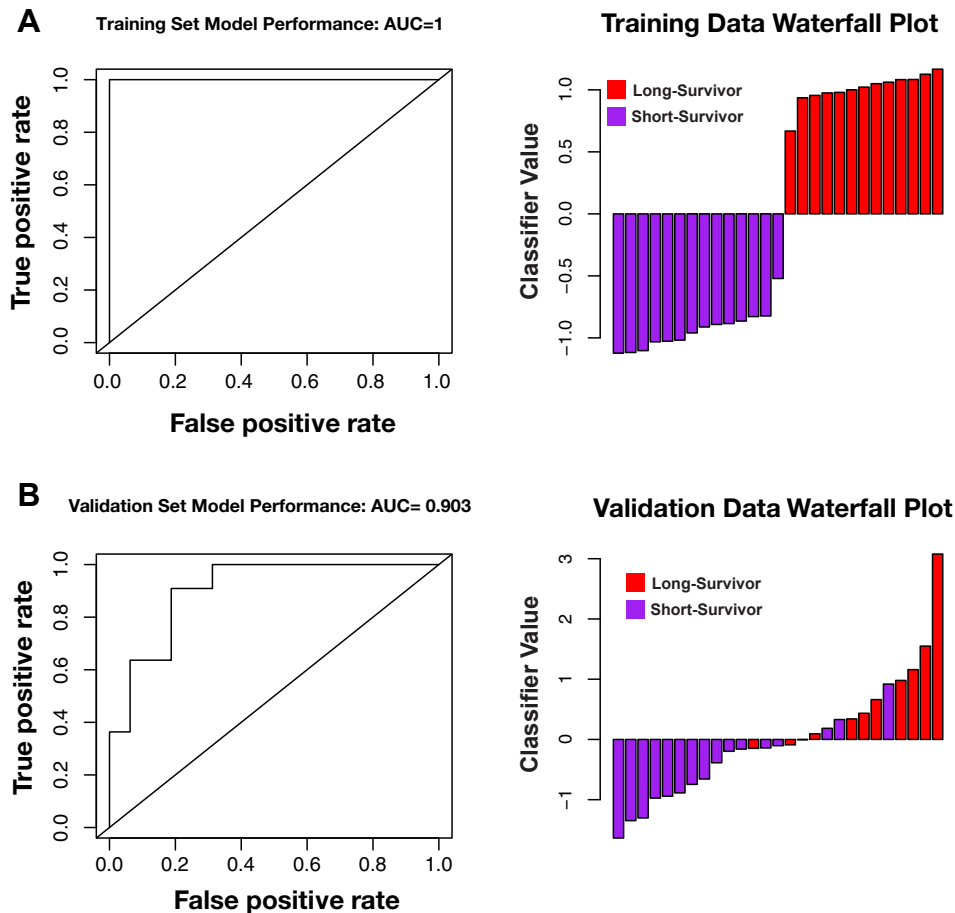 A
Training Set Model Performance: AUC=1
True positive rate
0.0 0.2 0.4 0.6 0.8 1.0
0.0 0.2 0.4 0.6 0.8 1.0
False positive rate
Training Data Waterfall Plot
Classifier Value
−1.0 −0.5 0.0 0.5 1.0
Long-Survivor
Short-Survivor
B
Validation Set Model Performance: AUC= 0.903
True positive rate
0.0 0.2 0.4 0.6 0.8 1.0
0.0 0.2 0.4 0.6 0.8 1.0
False positive rate
Validation Data Waterfall Plot
Classifier Value
−1 0 1 2 3
Long-Survivor
Short-Survivor